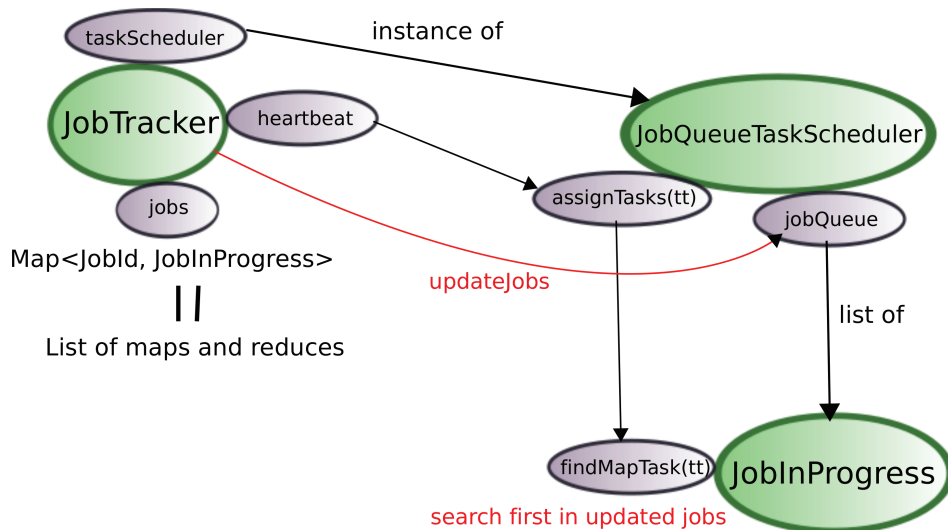 taskScheduler
instance of
JobTracker
heartbeat
JobQueueTaskScheduler
assignTasks(tt)
jobs
jobQueue
Map<JobId, JobInProgress>
updateJobs
list of
List of maps and reduces
findMapTask(tt)
JobInProgress
search first in updated jobs